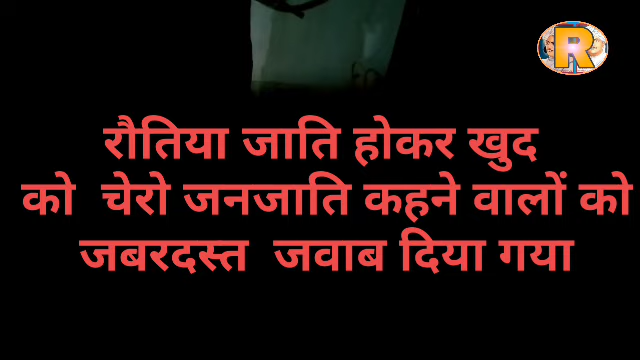 R
रौतिया जाति होकर खुद
को चेरो जनजाति कहने वालों को
जबरदस्त जवाब दिया गया